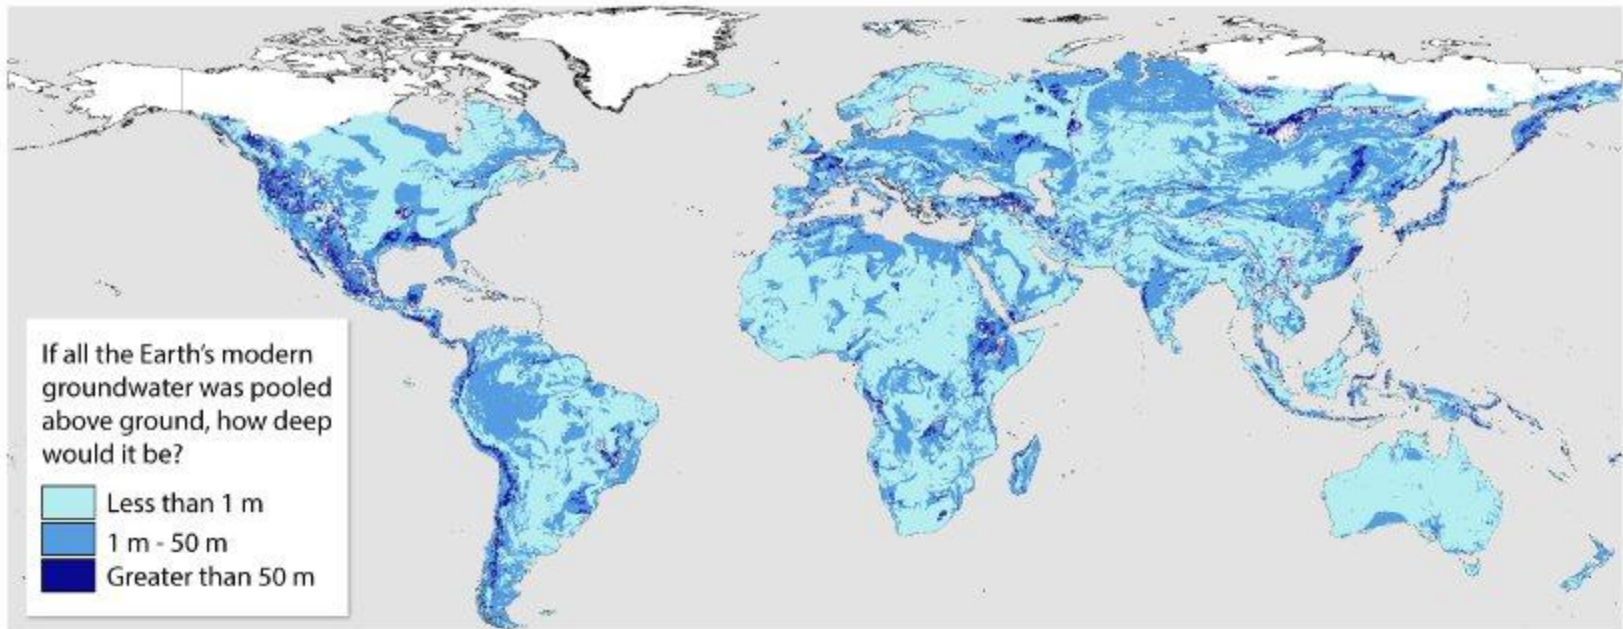 If all the Earth's modern
groundwater was pooled
above ground, how deep
would it be?
Less than 1 m
1 m - 50 m
Greater than 50 m